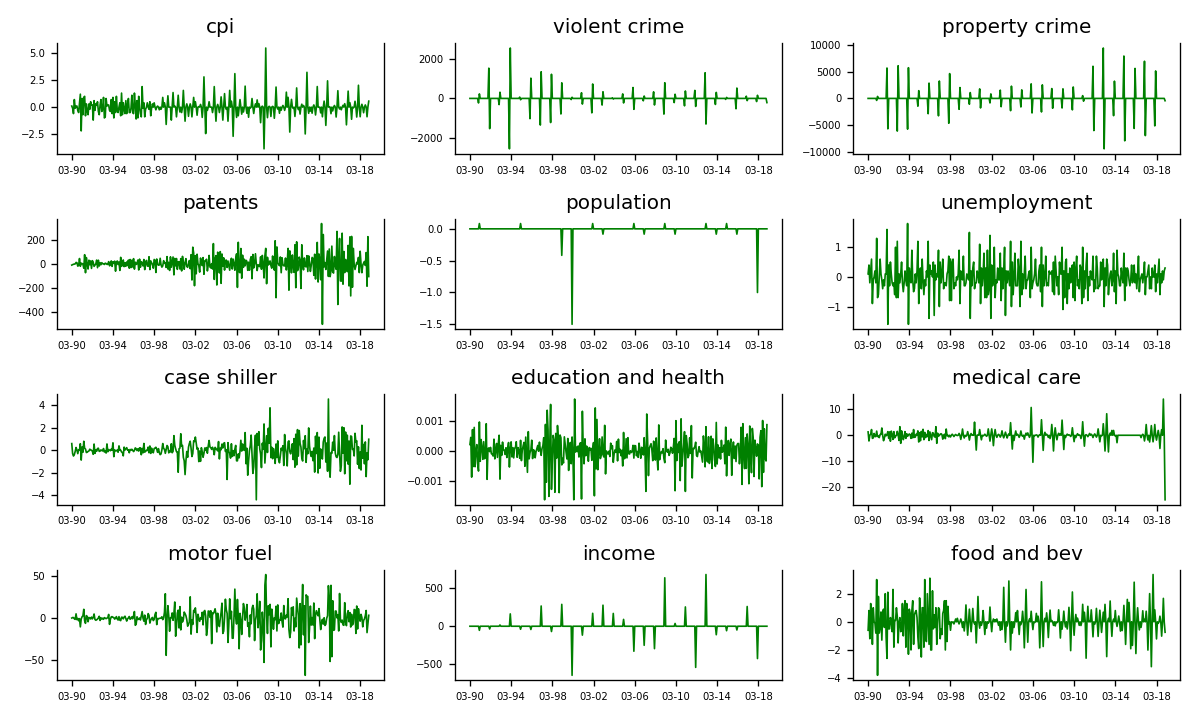 cpi
violent crime
property crime
5.0
2.5
0.0
−2.5
2000
0
−2000
10000
5000
0
−5000
−10000
03-90 03-94 03-98 03-02 03-06 03-10 03-14 03-18
03-90 03-94 03-98 03-02 03-06 03-10 03-14 03-18
03-90 03-94 03-98 03-02 03-06 03-10 03-14 03-18
patents
population
unemployment
200
0
−200
−400
0.0
−0.5
−1.0
−1.5
1
0
−1
03-90 03-94 03-98 03-02 03-06 03-10 03-14 03-18
03-90 03-94 03-98 03-02 03-06 03-10 03-14 03-18
03-90 03-94 03-98 03-02 03-06 03-10 03-14 03-18
case shiller
education and health
medical care
4
2
0
−2
−4
0.001
0.000
−0.001
10
0
−10
−20
03-90 03-94 03-98 03-02 03-06 03-10 03-14 03-18
03-90 03-94 03-98 03-02 03-06 03-10 03-14 03-18
03-90 03-94 03-98 03-02 03-06 03-10 03-14 03-18
motor fuel
income
food and bev
50
0
−50
500
0
−500
2
0
−2
−4
03-90 03-94 03-98 03-02 03-06 03-10 03-14 03-18
03-90 03-94 03-98 03-02 03-06 03-10 03-14 03-18
03-90 03-94 03-98 03-02 03-06 03-10 03-14 03-18